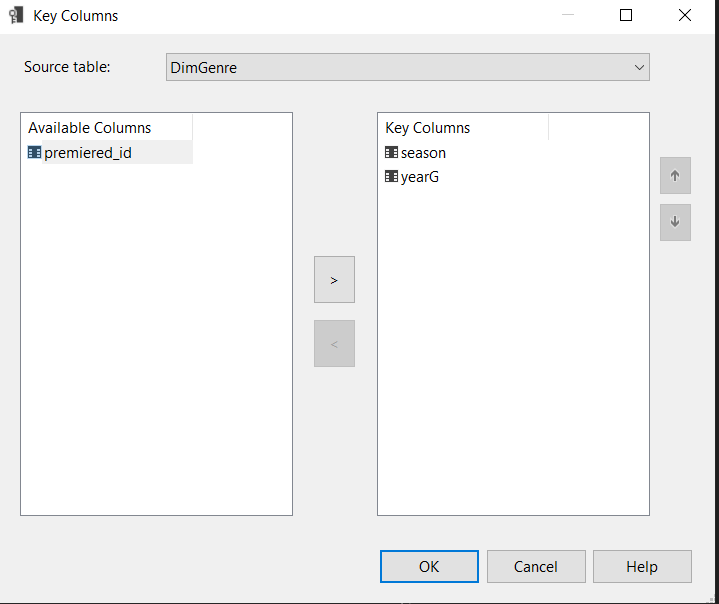 Key Columns
Source table:
DimGenre
Available Columns
premiered_id
Key Columns
season
yearG
>
<
OK
Cancel
Help